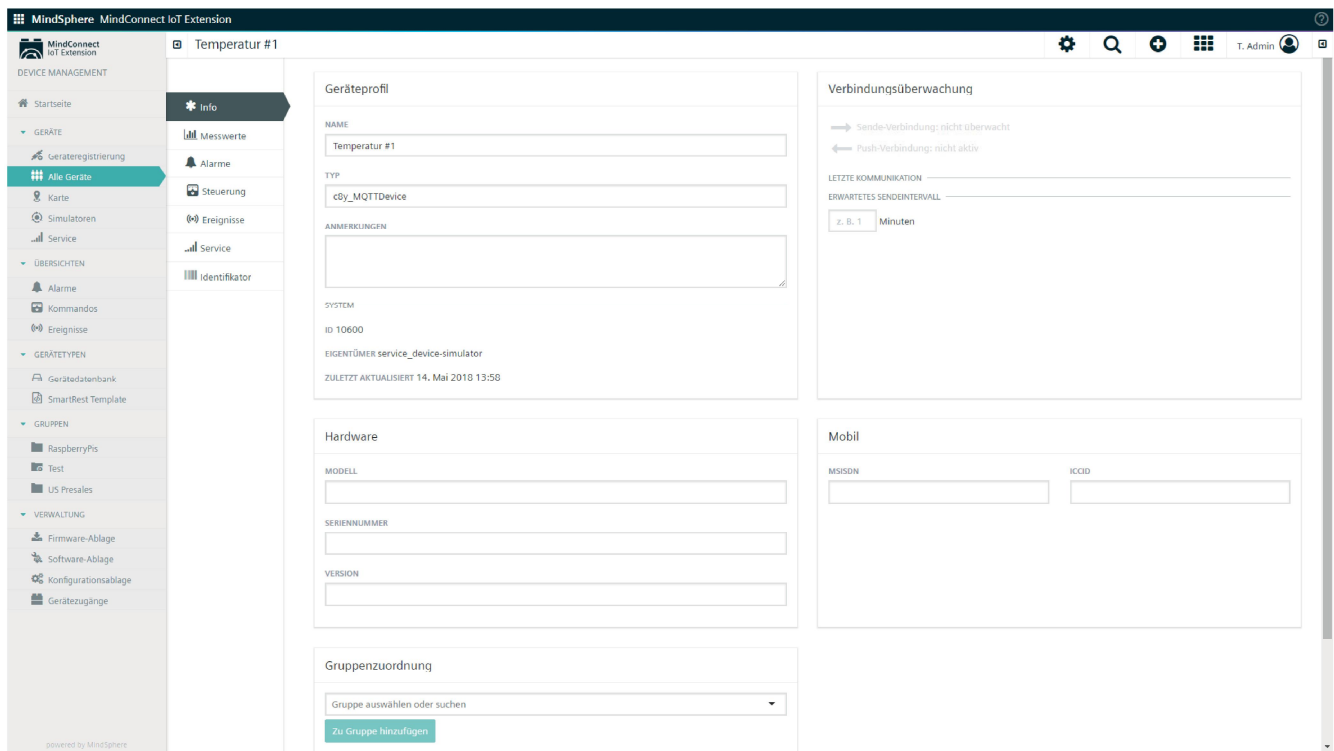 MindSphere MindConnect IoT Extension
MindConnect
IoT Extension
Temperatur #1
T. Admin
DEVICE MANAGEMENT
Startseite
GERÄTE
Geräteregistrierung
Alle Geräte
Karte
Simulatoren
Service
ÜBERSICHTEN
Alarme
Kommandos
Ereignisse
GERÄTETYPEN
Gerätedatenbank
SmartRest Template
GRUPPEN
RaspberryPis
Test
US Presales
VERWALTUNG
Firmware-Ablage
Software-Ablage
Konfigurationsablage
Gerätezugänge
powered by MindSphere
Info
Messwerte
Alarme
Steuerung
Ereignisse
Service
Identifikator
Geräteprofil
NAME
Temperatur #1
TYP
c8y_MQTTDevice
ANMERKUNGEN
SYSTEM
ID 10600
EIGENTÜMER service_device-simulator
ZULETZT AKTUALISIERT 14. Mai 2018 13:58
Verbindungsüberwachung
Sende-Verbindung: nicht überwacht
Push-Verbindung: nicht aktiv
LETZTE KOMMUNIKATION
ERWARTETES SENDEINTERVALL
z. B. 1 Minuten
Hardware
MODELL
SERIENNUMMER
VERSION
Mobil
MSISDN
ICCID
Gruppenzuordnung
Gruppe auswählen oder suchen
Zu Gruppe hinzufügen